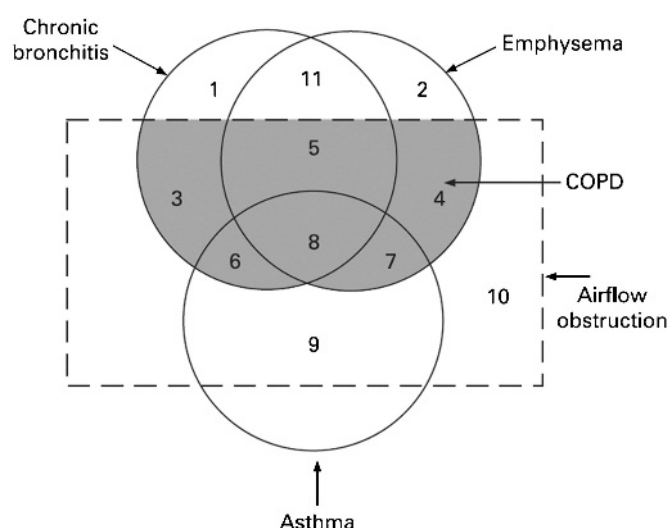 Chronic
bronchitis
Emphysema
1
11
2
5
3
4
COPD
6
8
7
10
Airflow
obstruction
9
Asthma